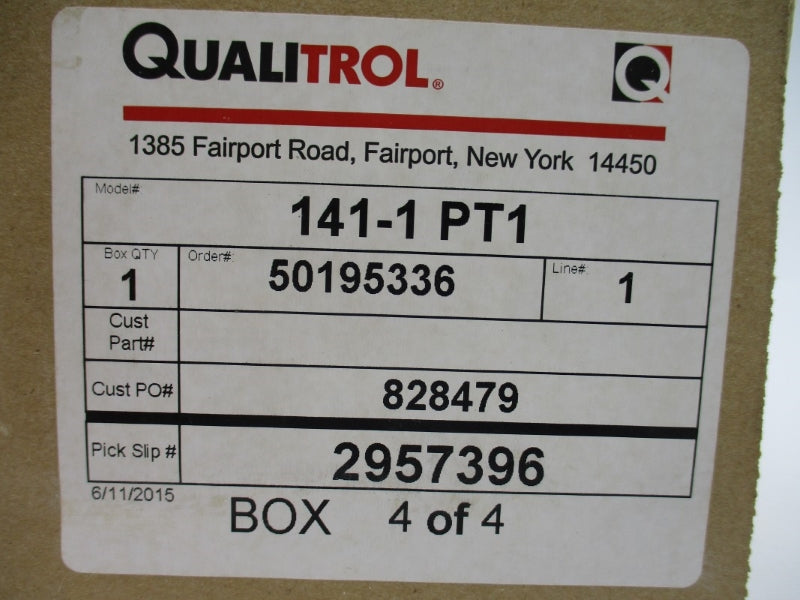 QUALITROL®
Q
1385 Fairport Road, Fairport, New York 14450
Model#:
141-1 PT1
Box QTY
1
Order#:
50195336
Line#:
1
Cust
Part#
Cust PO#
828479
Pick Slip #
2957396
6/11/2015
BOX 4 of 4